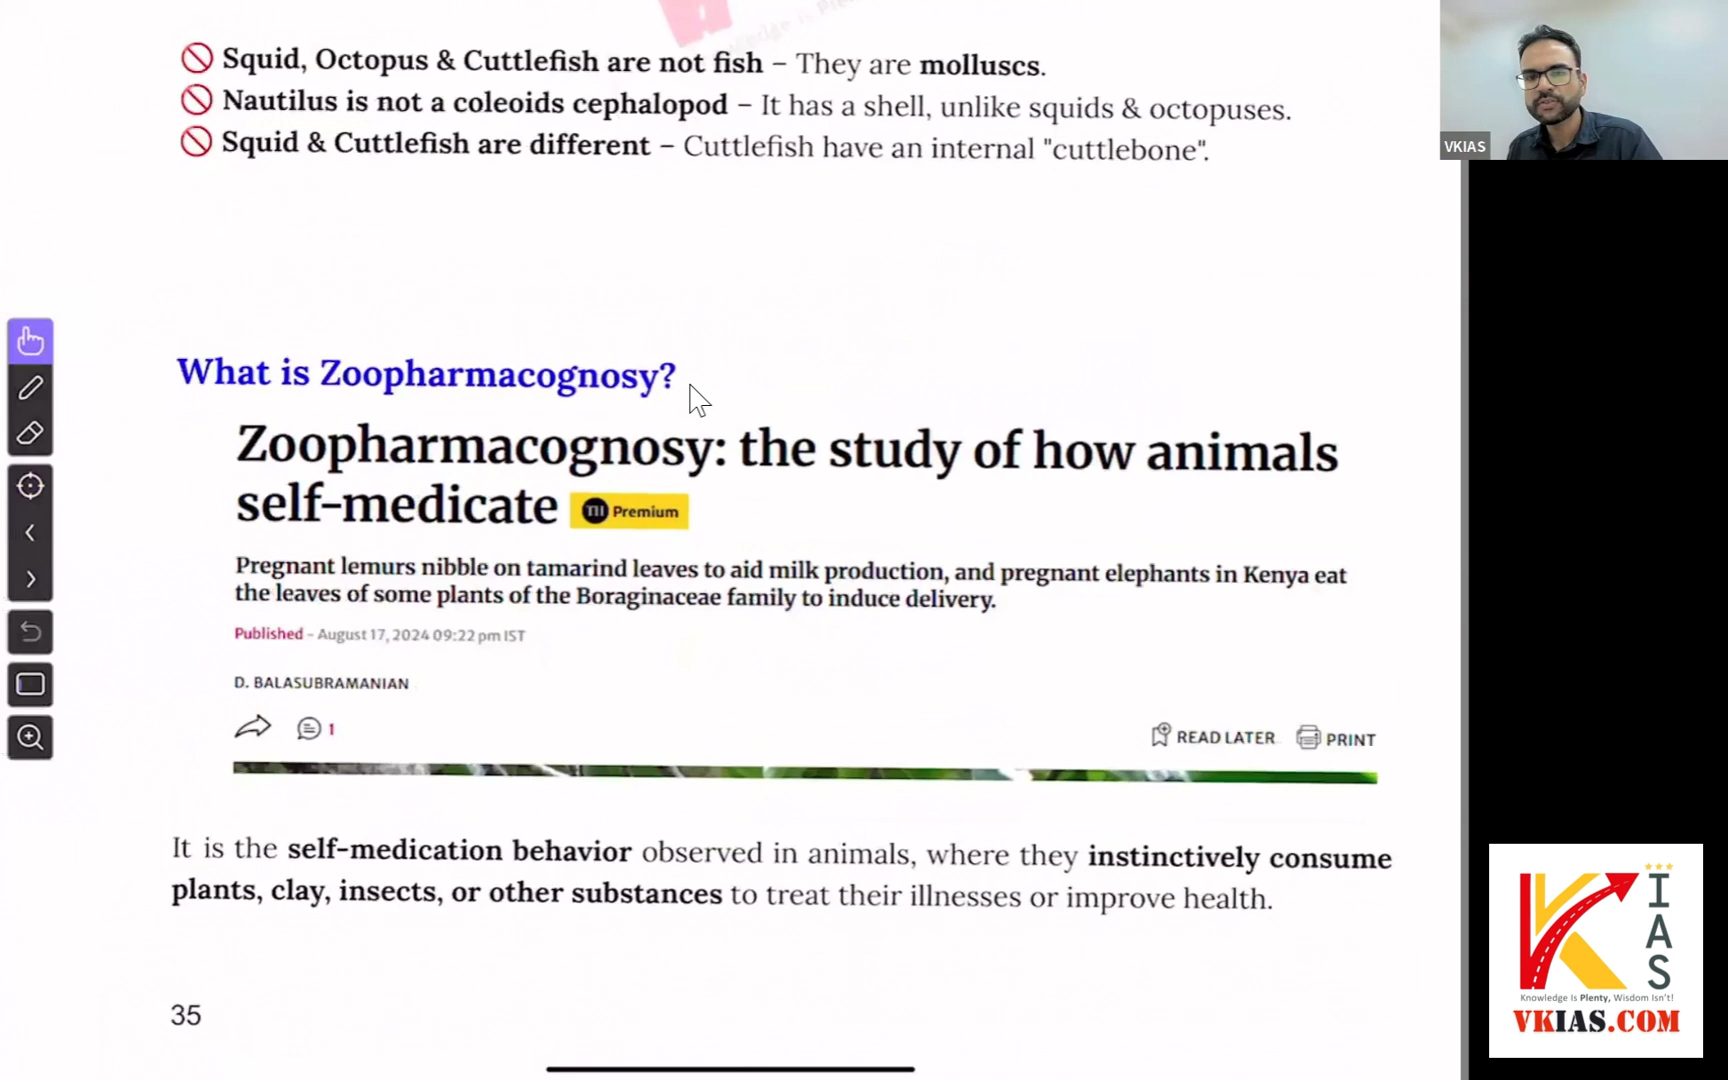 Squid, Octopus & Cuttlefish are not fish – They are molluscs.
Nautilus is not a coleoids cephalopod – It has a shell, unlike squids & octopuses.
Squid & Cuttlefish are different – Cuttlefish have an internal "cuttlebone".
VKIAS
What is Zoopharmacognosy?
Zoopharmacognosy: the study of how animals
self-medicate Premium
Pregnant lemurs nibble on tamarind leaves to aid milk production, and pregnant elephants in Kenya eat
the leaves of some plants of the Boraginaceae family to induce delivery.
Published - August 17, 2024 09:22 pm IST
D. BALASUBRAMANIAN
1
READ LATER PRINT
It is the self-medication behavior observed in animals, where they instinctively consume
plants, clay, insects, or other substances to treat their illnesses or improve health.
35
IAS
Knowledge Is Plenty, Wisdom Isn't!
VKIAS.COM